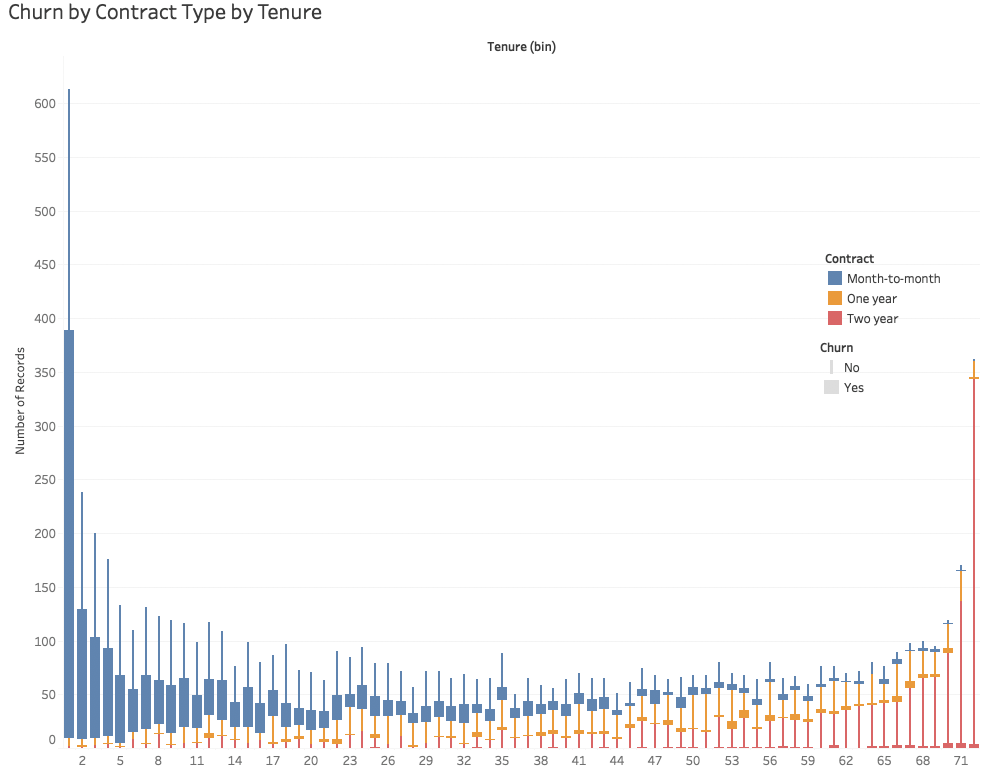 Churn by Contract Type by Tenure
Tenure (bin)
600
550
500
450
400
350
300
250
200
150
100
50
0
Number of Records
Contract
Month-to-month
One year
Two year
Churn
No
Yes
2 5 8 11 14 17 20 23 26 29 32 35 38 41 44 47 50 53 56 59 62 65 68 71